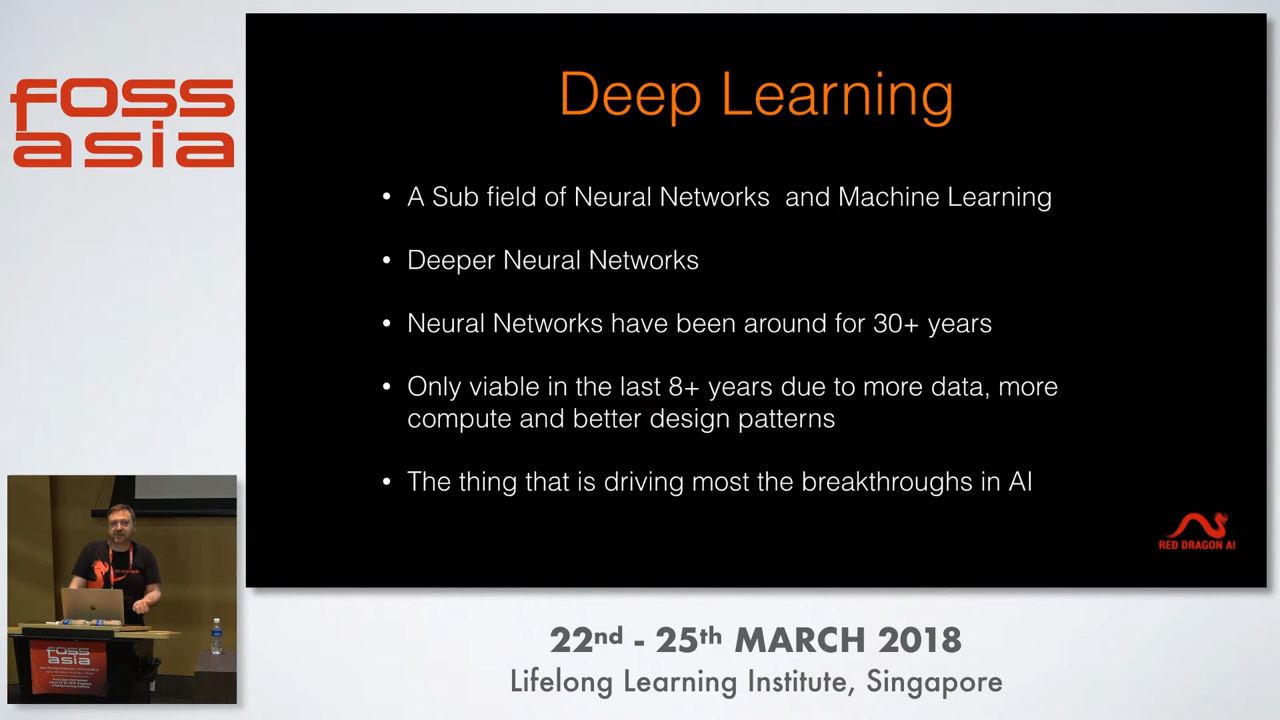 foss
asia
Deep Learning
• A Sub field of Neural Networks and Machine Learning
• Deeper Neural Networks
• Neural Networks have been around for 30+ years
• Only viable in the last 8+ years due to more data, more
compute and better design patterns
• The thing that is driving most the breakthroughs in AI
RED DRAGON AI
foss
asia
22nd - 25th MARCH 2018
Lifelong Learning Institute, Singapore